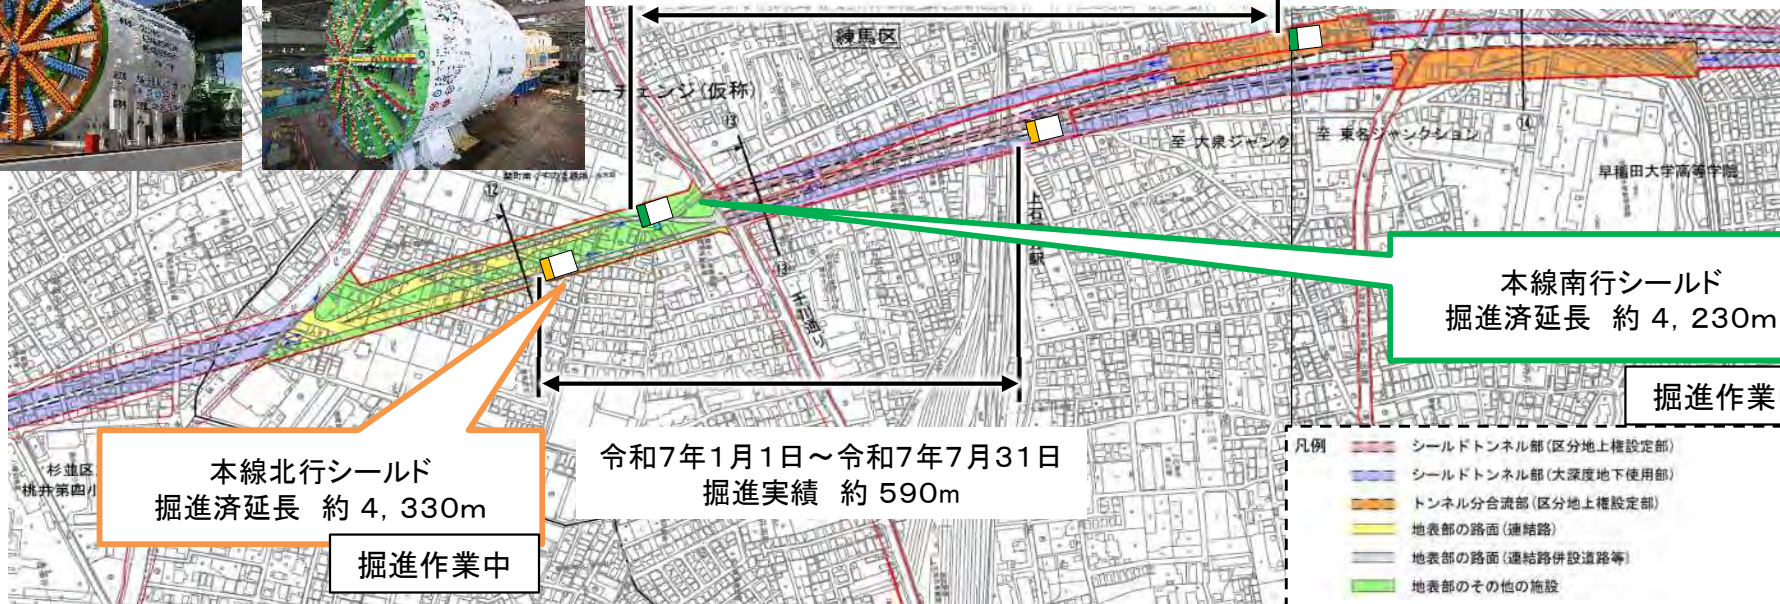 練馬区
ーチェンジ(仮称)
13
至 大泉ジャンク
至 東名ジャンクション
14
早稲田大学高等学院
12
13
千川通り
本線南行シールド
掘進済延長 約 4, 230m
掘進作業
本線北行シールド
掘進済延長 約 4, 330m
掘進作業中
令和7年1月1日～令和7年7月31日
掘進実績 約 590m
杉並区
桃井第四小
凡例
シールドトンネル部(区分地上権設定部)
シールドトンネル部(大深度地下使用部)
トンネル分合流部(区分地上権設定部)
地表部の路面(連結路)
地表部の路面(連結路併設道路等)
地表部のその他の施設